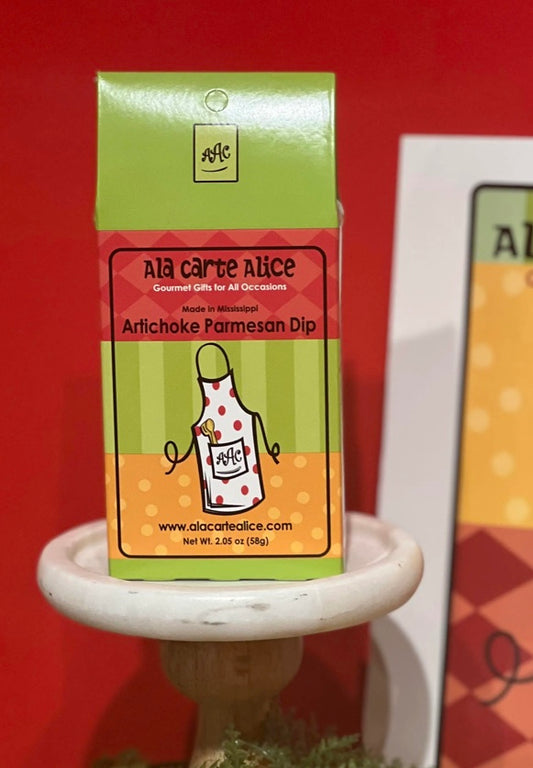 AAC
Ala Carte Alice
Gourmet Gifts for All Occasions
Made in Mississippi
Artichoke Parmesan Dip
AAC
www.alacartealice.com
Net Wt. 2.05 oz (58g)